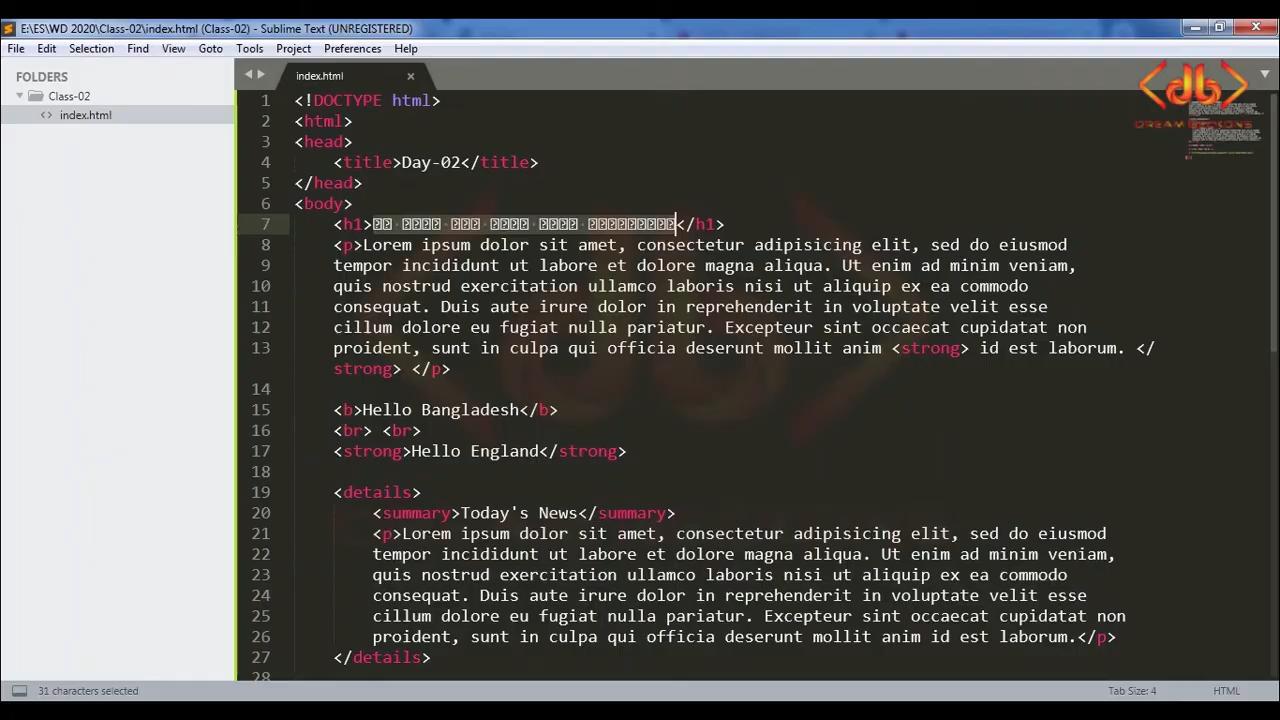 E:\ES\WD 2020\Class-02\index.html (Class-02) - Sublime Text (UNREGISTERED)
File Edit Selection Find View Goto Tools Project Preferences Help
FOLDERS
Class-02
index.html
index.html
DREAM
1 <!DOCTYPE html>
2 <html>
3 <head>
4 <title>Day-02</title>
5 </head>
6 <body>
7 <h1></h1>
8 <p>Lorem ipsum dolor sit amet, consectetur adipisicing elit, sed do eiusmod
9 tempor incididunt ut labore et dolore magna aliqua. Ut enim ad minim veniam,
10 quis nostrud exercitation ullamco laboris nisi ut aliquip ex ea commodo
11 consequat. Duis aute irure dolor in reprehenderit in voluptate velit esse
12 cillum dolore eu fugiat nulla pariatur. Excepteur sint occaecat cupidatat non
13 proident, sunt in culpa qui officia deserunt mollit anim <strong> id est laborum. </
strong> </p>
14
15 <b>Hello Bangladesh</b>
16 <br> <br>
17 <strong>Hello England</strong>
18
19 <details>
20 <summary>Today's News</summary>
21 <p>Lorem ipsum dolor sit amet, consectetur adipisicing elit, sed do eiusmod
22 tempor incididunt ut labore et dolore magna aliqua. Ut enim ad minim veniam,
23 quis nostrud exercitation ullamco laboris nisi ut aliquip ex ea commodo
24 consequat. Duis aute irure dolor in reprehenderit in voluptate velit esse
25 cillum dolore eu fugiat nulla pariatur. Excepteur sint occaecat cupidatat non
26 proident, sunt in culpa qui officia deserunt mollit anim id est laborum.</p>
27 </details>
28
31 characters selected
Tab Size: 4
HTML